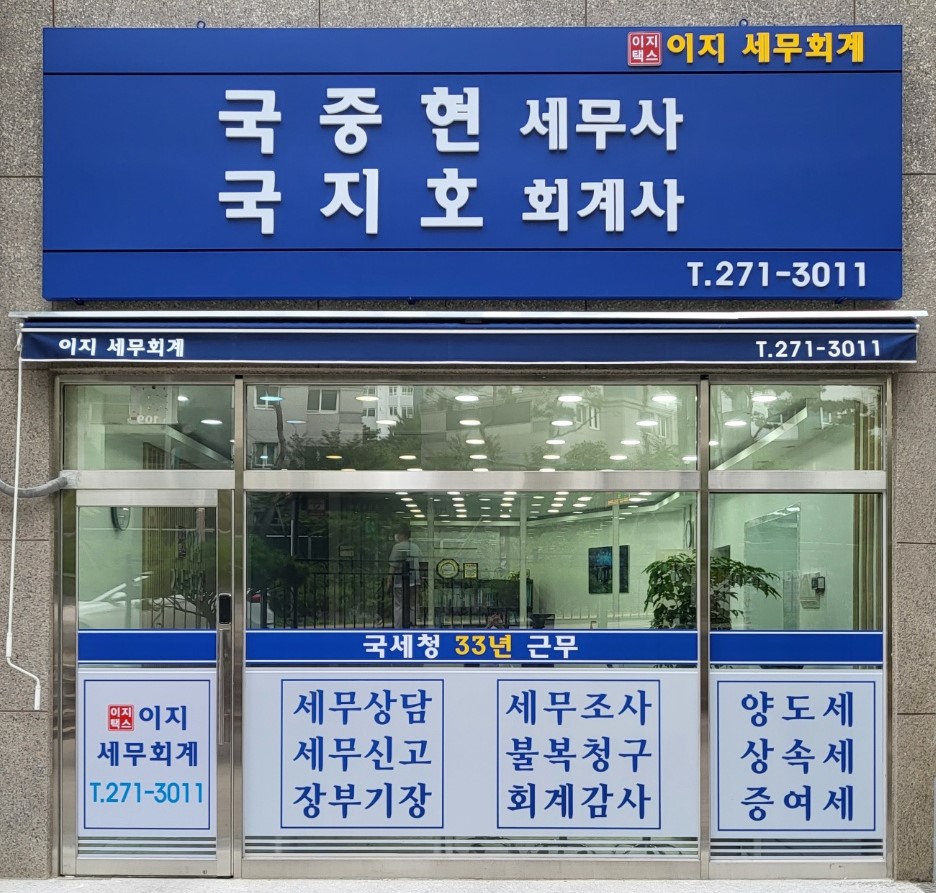 이지택스 이지 세무회계
국중현 세무사
국지호 회계사
T.271-3011
이지 세무회계 T.271-3011
국세청 33년 근무
이지택스 이지
세무회계
T.271-3011
세무상담
세무신고
장부기장
세무조사
불복청구
회계감사
양도세
상속세
증여세